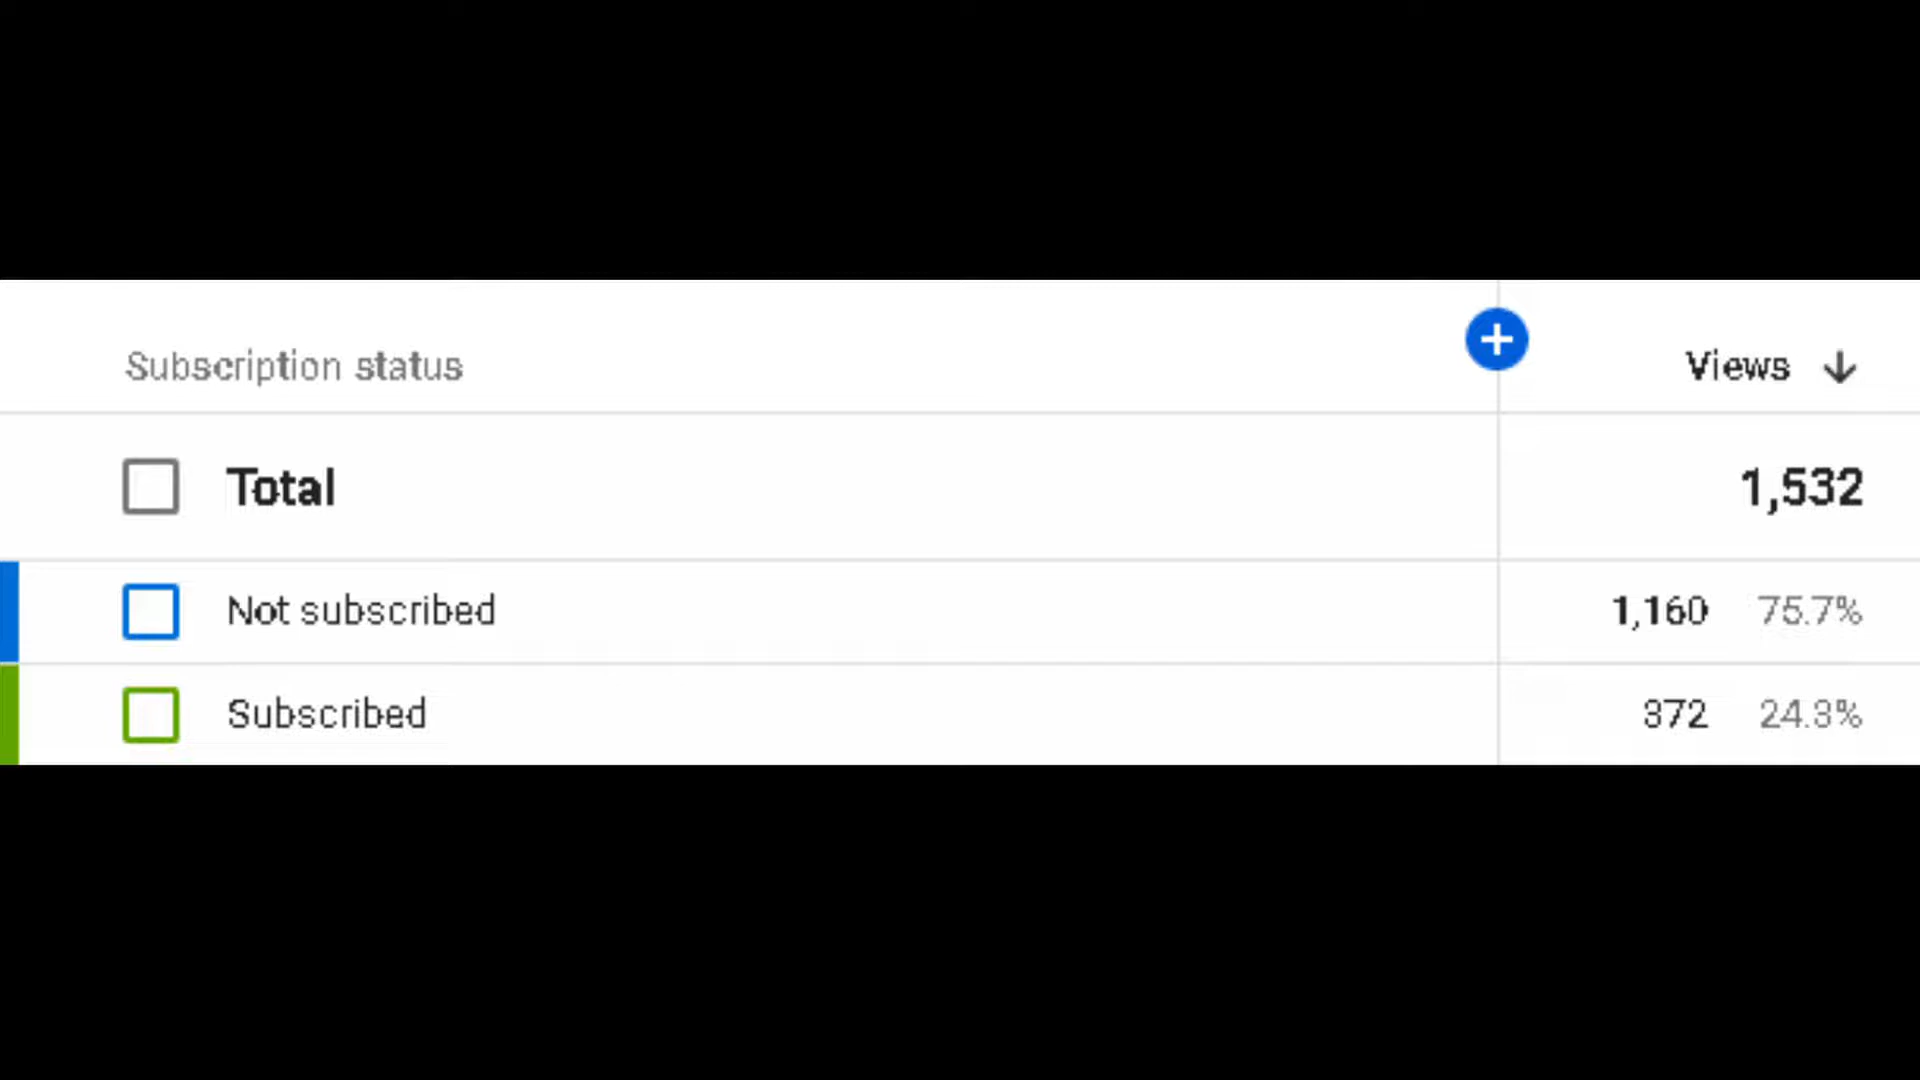 Subscription status Views
Total 1,532
Not subscribed 1,160 75.7%
Subscribed 372 24.3%